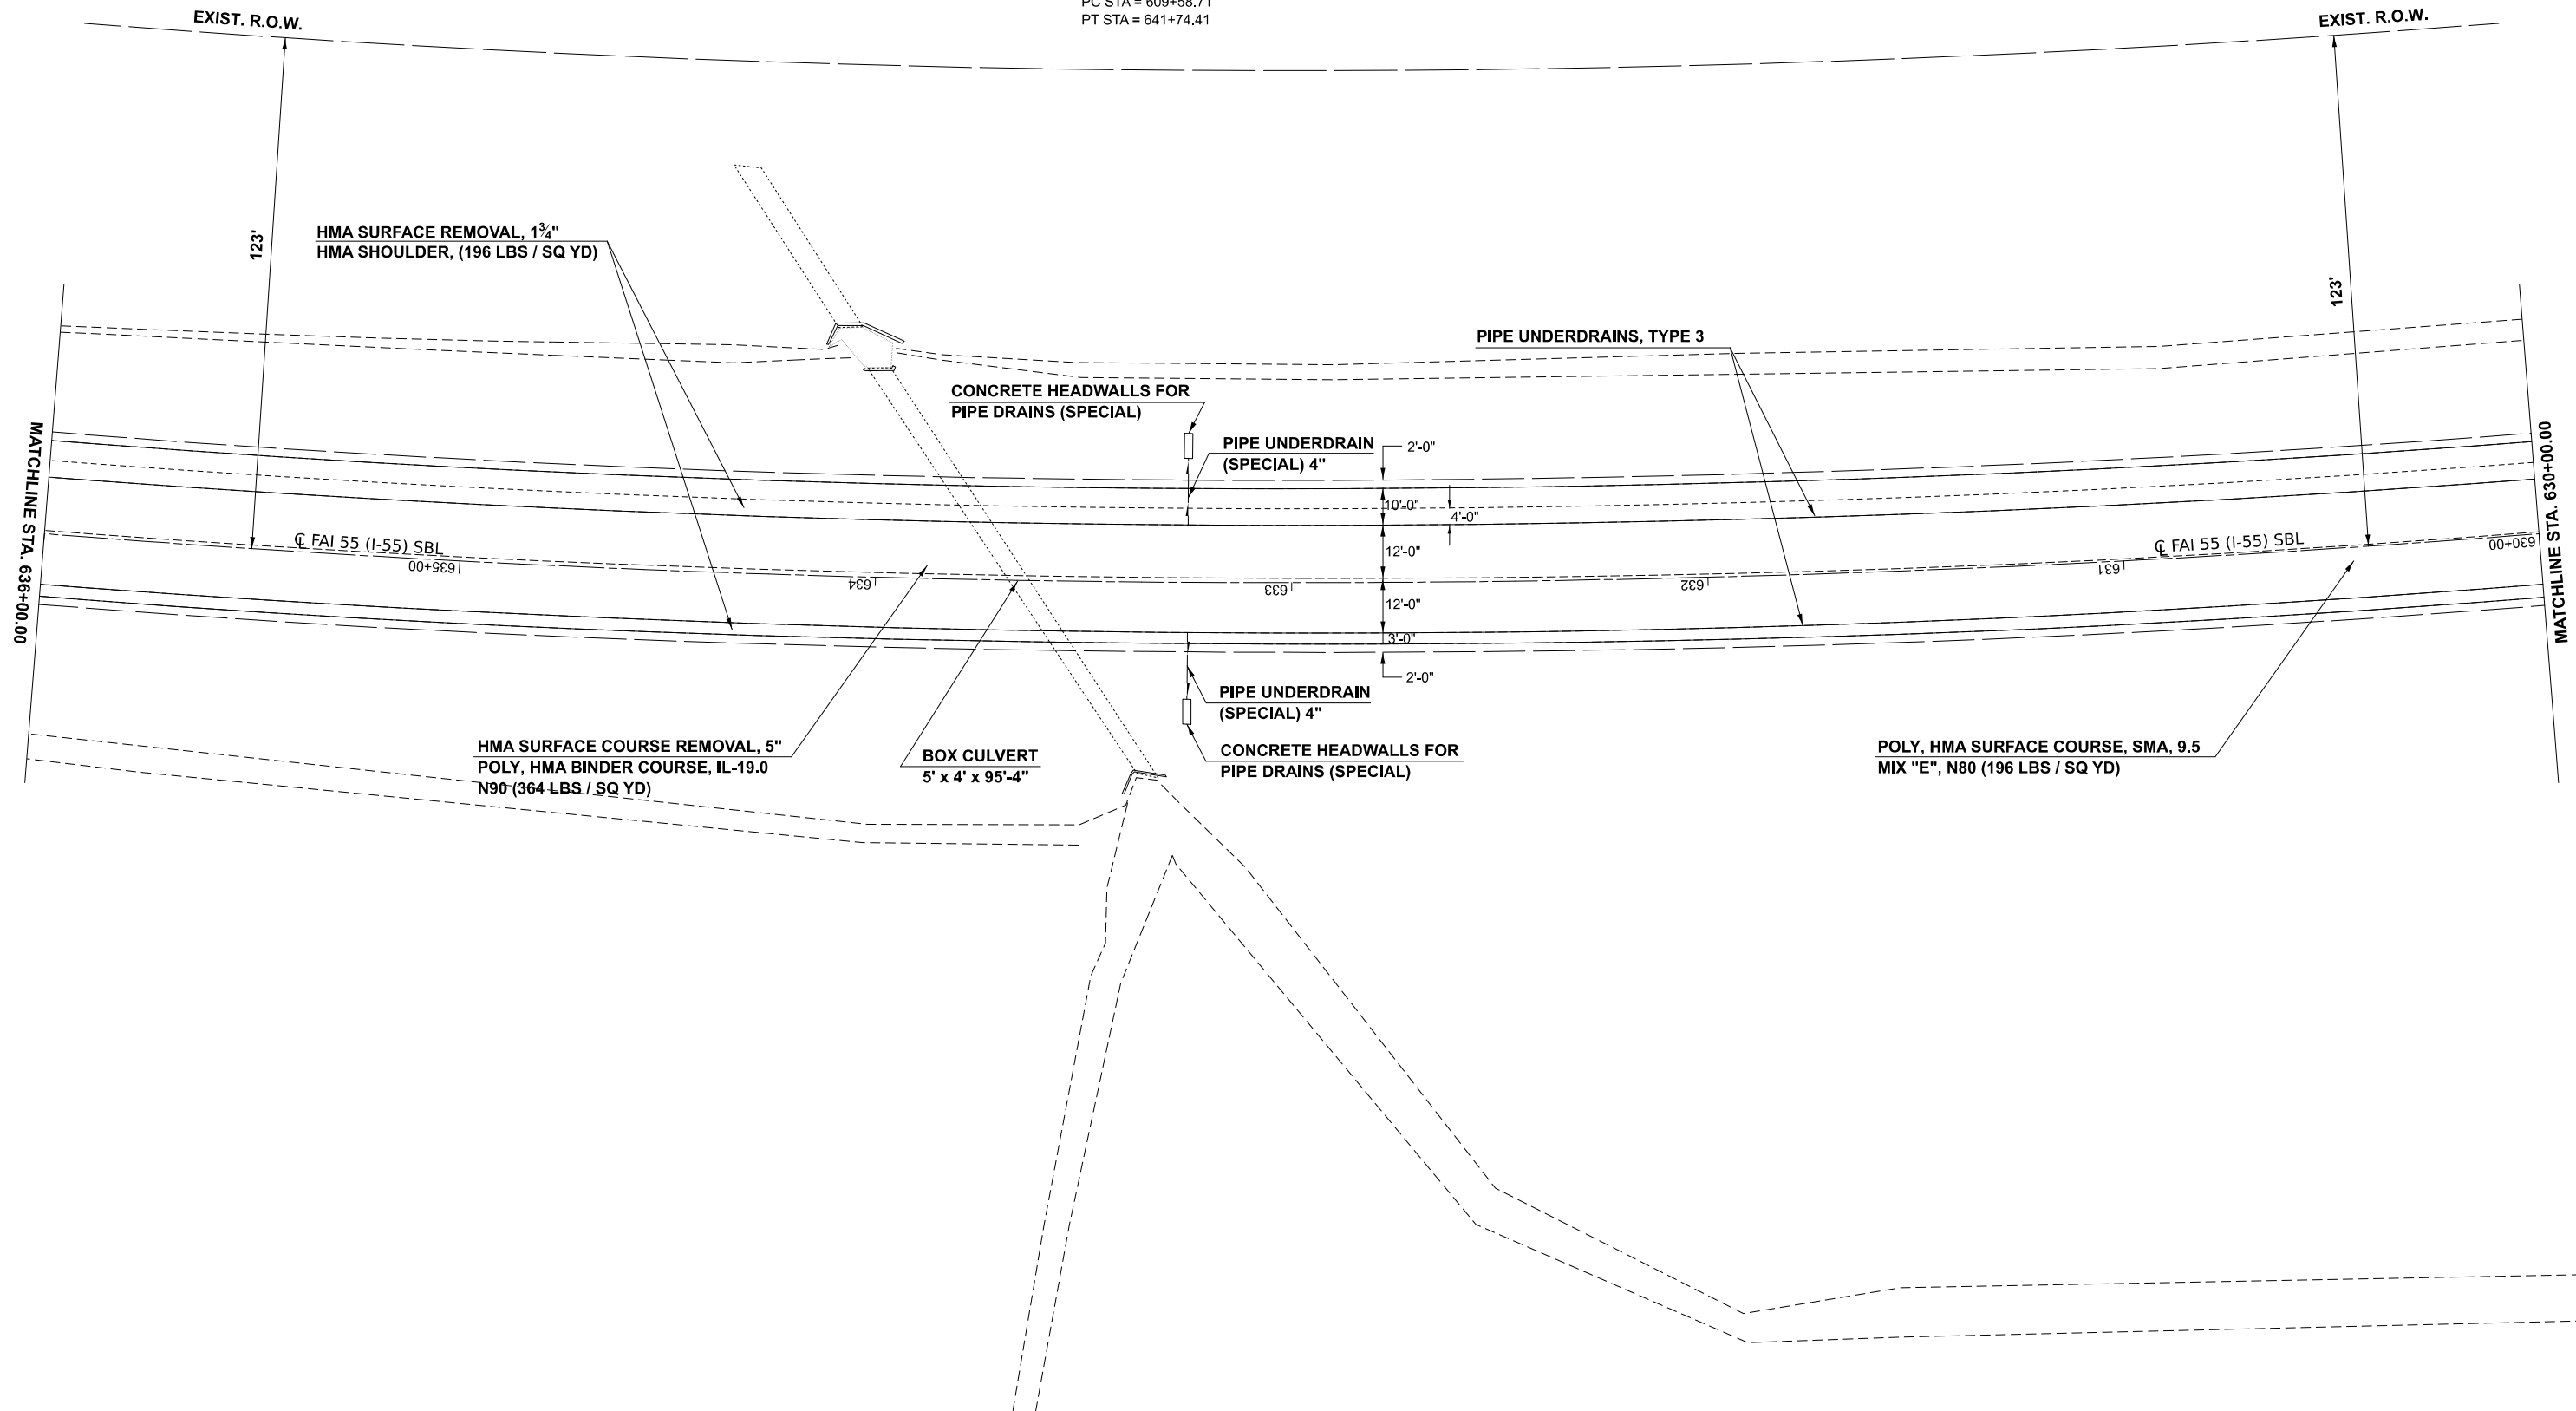 PC STA = 609+58.71
PT STA = 641+74.41
EXIST. R.O.W.
EXIST. R.O.W.
123'
123'
HMA SURFACE REMOVAL, 1¾"
HMA SHOULDER, (196 LBS / SQ YD)
PIPE UNDERDRAINS, TYPE 3
CONCRETE HEADWALLS FOR
PIPE DRAINS (SPECIAL)
PIPE UNDERDRAIN
(SPECIAL) 4"
2'-0"
10'-0"
4'-0"
12'-0"
12'-0"
3'-0"
2'-0"
MATCHLINE STA. 636+00.00
MATCHLINE STA. 630+00.00
℄ FAI 55 (I-55) SBL
℄ FAI 55 (I-55) SBL
635+00
634
633
632
631
630+00
PIPE UNDERDRAIN
(SPECIAL) 4"
CONCRETE HEADWALLS FOR
PIPE DRAINS (SPECIAL)
HMA SURFACE COURSE REMOVAL, 5"
POLY, HMA BINDER COURSE, IL-19.0
N90 (364 LBS / SQ YD)
BOX CULVERT
5' x 4' x 95'-4"
POLY, HMA SURFACE COURSE, SMA, 9.5
MIX "E", N80 (196 LBS / SQ YD)